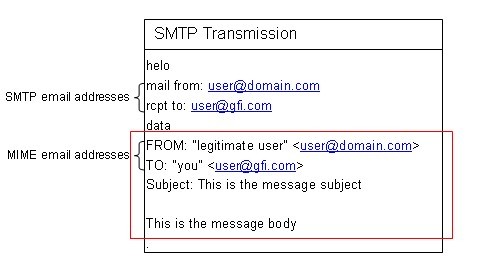 SMTP Transmission
helo
SMTP email addresses
mail from: user@domain.com
rcpt to: user@gfi.com
data
MIME email addresses
FROM: "legitimate user" <user@domain.com>
TO: "you" <user@gfi.com>
Subject: This is the message subject
This is the message body
.